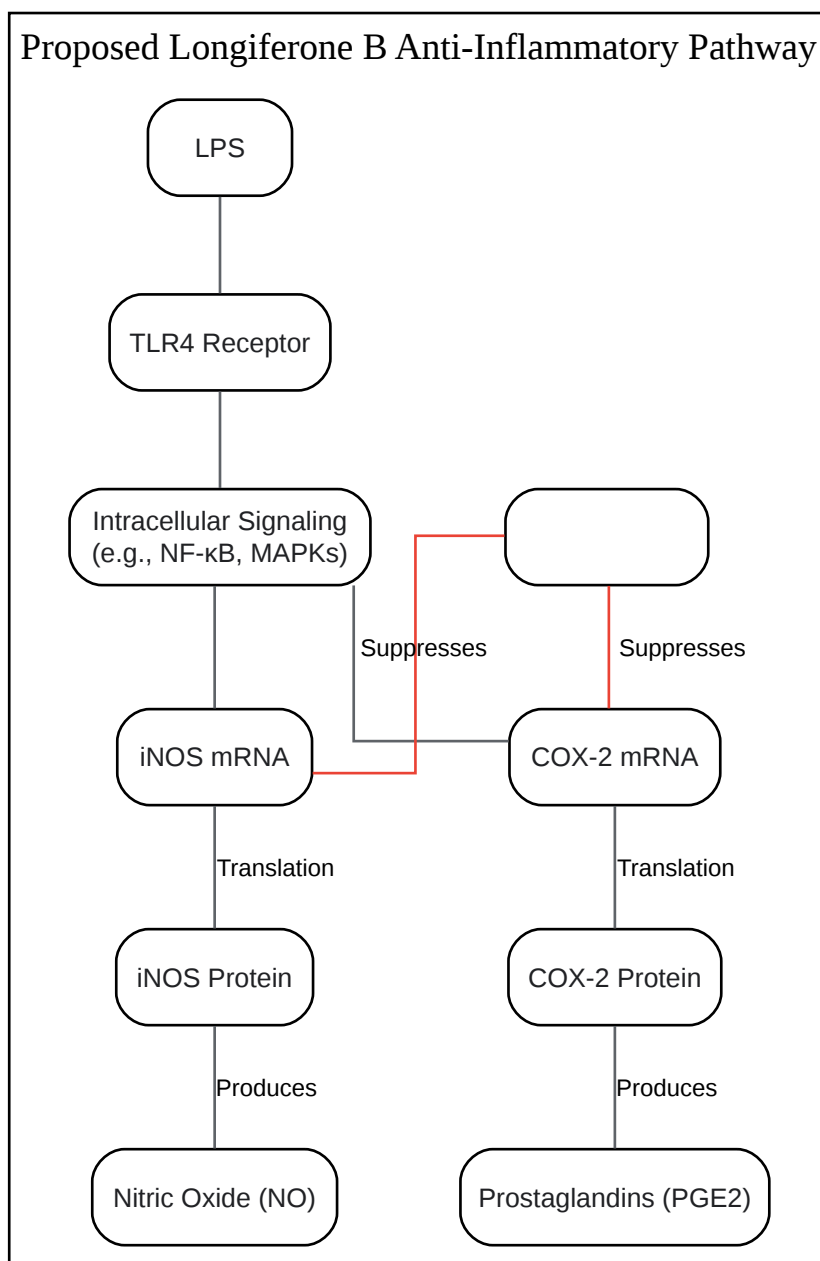 Proposed Longiferone B Anti-Inflammatory Pathway
LPS
TLR4 Receptor
Intracellular Signaling
(e.g., NF-κB, MAPKs)
Suppresses
Suppresses
iNOS mRNA
COX-2 mRNA
Translation
Translation
iNOS Protein
COX-2 Protein
Produces
Produces
Nitric Oxide (NO)
Prostaglandins (PGE2)